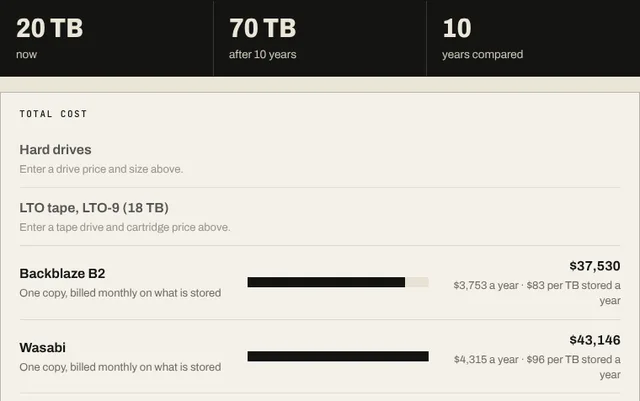 20 TB
now
70 TB
after 10 years
10
years compared
TOTAL COST
Hard drives
Enter a drive price and size above.
LTO tape, LTO-9 (18 TB)
Enter a tape drive and cartridge price above.
Backblaze B2
One copy, billed monthly on what is stored
$37,530
$3,753 a year · $83 per TB stored a
year
Wasabi
One copy, billed monthly on what is stored
$43,146
$4,315 a year · $96 per TB stored a
year